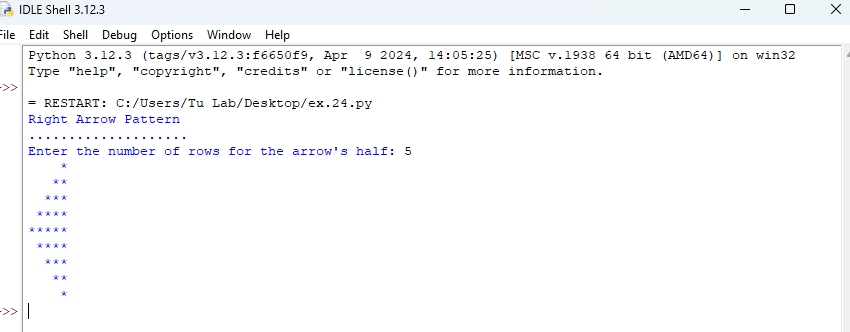 IDLE Shell 3.12.3
File Edit Shell Debug Options Window Help
Python 3.12.3 (tags/v3.12.3:f6650f9, Apr  9 2024, 14:05:25) [MSC v.1938 64 bit (AMD64)] on win32
Type "help", "copyright", "credits" or "license()" for more information.
>>>
= RESTART: C:/Users/Tu Lab/Desktop/ex.24.py
Right Arrow Pattern
....................
Enter the number of rows for the arrow's half: 5
    *
   **
  ***
 ****
*****
 ****
  ***
   **
    *
>>>